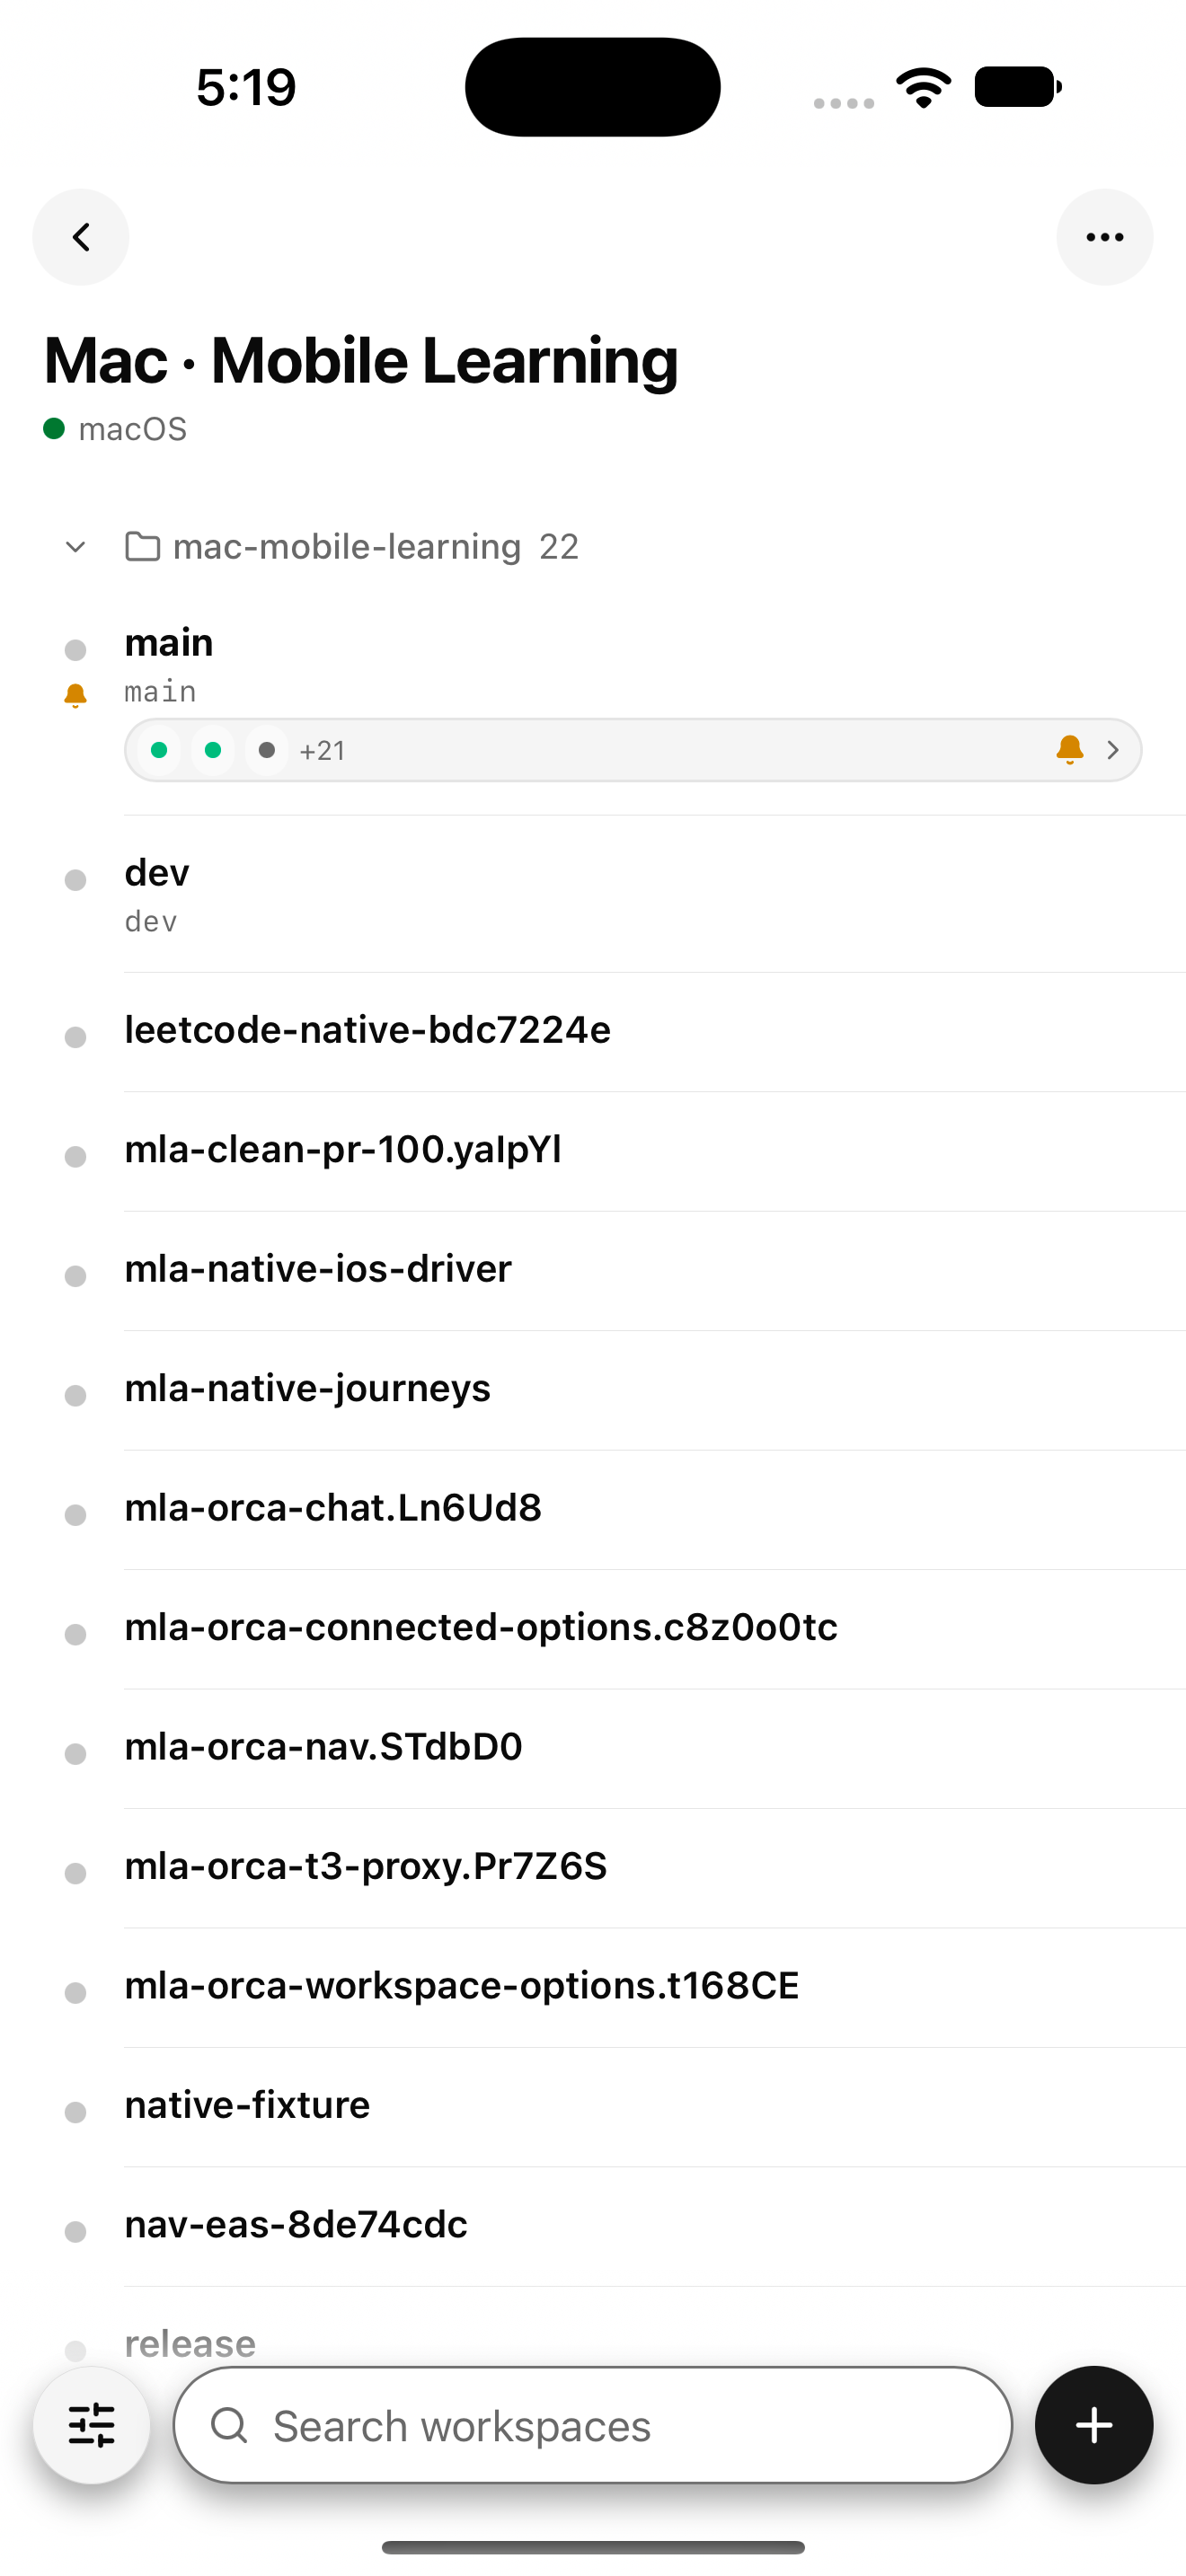 5:19
Mac · Mobile Learning
macOS
mac-mobile-learning 22
main
main
+21
dev
dev
leetcode-native-bdc7224e
mla-clean-pr-100.yaIpYl
mla-native-ios-driver
mla-native-journeys
mla-orca-chat.Ln6Ud8
mla-orca-connected-options.c8z0o0tc
mla-orca-nav.STdbD0
mla-orca-t3-proxy.Pr7Z6S
mla-orca-workspace-options.t168CE
native-fixture
nav-eas-8de74cdc
release
Search workspaces